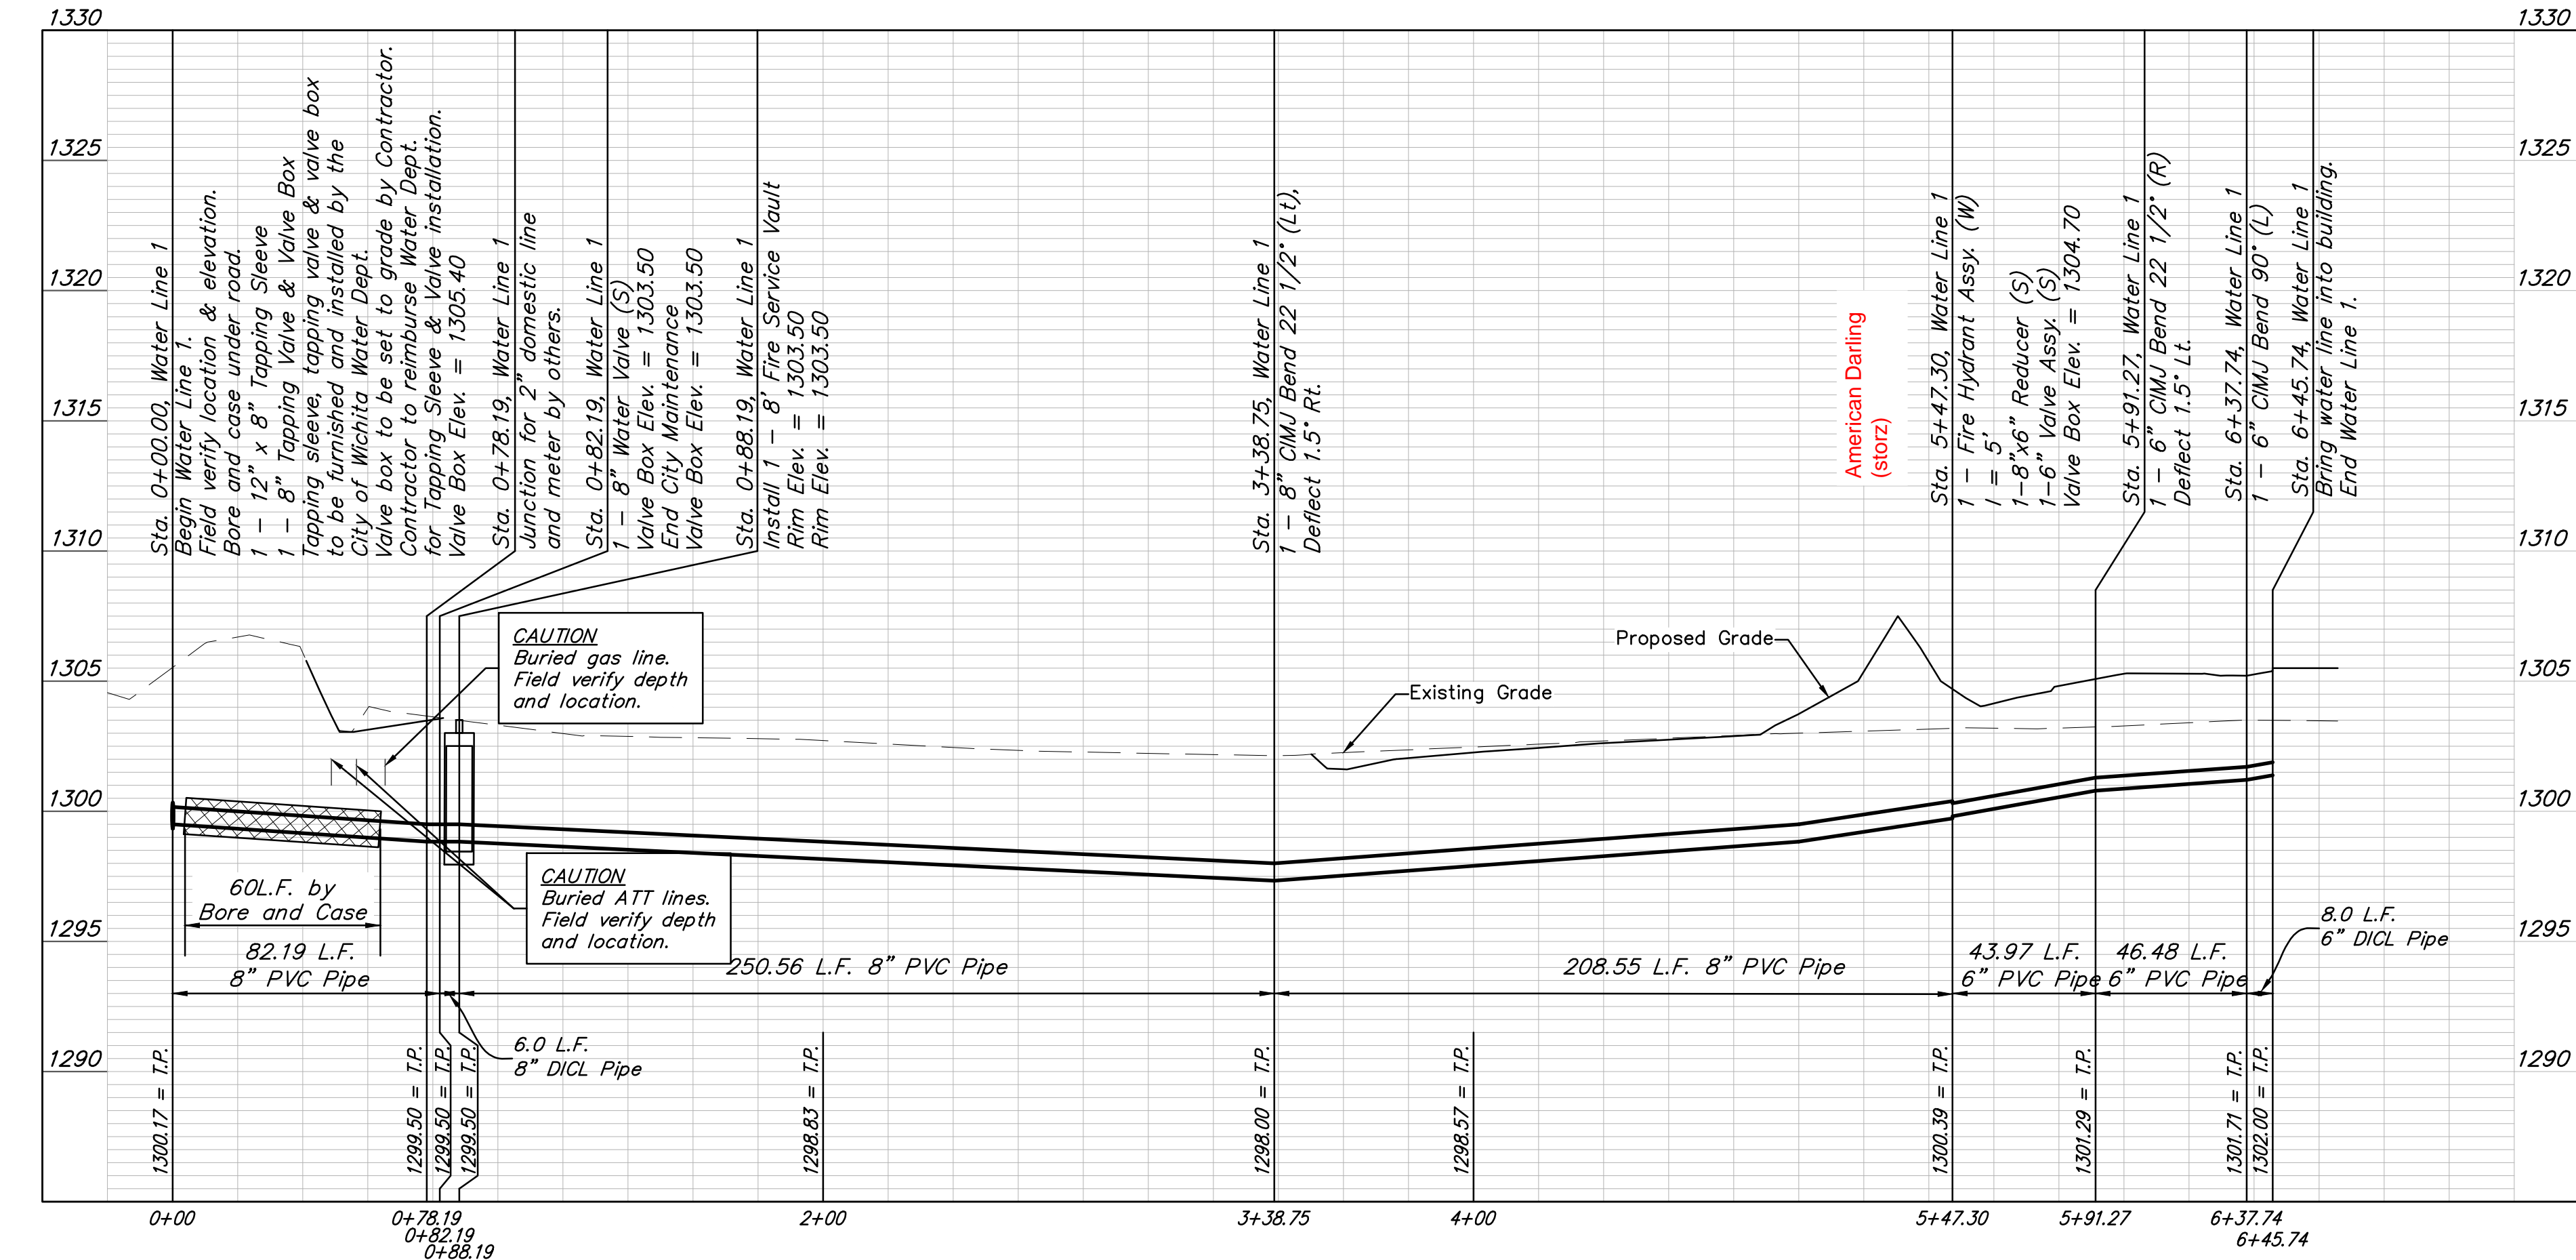 1330
1330
1325
1325
1320
1320
1315
1315
1310
1310
1305
1305
1300
1300
1295
1295
1290
1290
Sta. 0+00.00, Water Line 1
Begin Water Line 1.
Field verify location & elevation.
Bore and case under road.
1 - 12" x 8" Tapping Sleeve
1 - 8" Tapping Valve & Valve Box
Tapping sleeve, tapping valve & valve box
to be furnished and installed by the
City of Wichita Water Dept.
Valve box to be set to grade by Contractor.
Contractor to reimburse Water Dept.
for Tapping Sleeve & Valve installation.
Valve Box Elev. = 1305.40
Sta. 0+78.19, Water Line 1
Junction for 2" domestic line
and meter by others.
Sta. 0+82.19, Water Line 1
1 - 8" Water Valve (S)
Valve Box Elev. = 1303.50
End City Maintenance
Valve Box Elev. = 1303.50
Sta. 0+88.19, Water Line 1
Install 1 - 8' Fire Service Vault
Rim Elev. = 1303.50
Rim Elev. = 1303.50
Sta. 3+38.75, Water Line 1
1 - 8" CIMJ Bend 22 1/2° (Lt),
Deflect 1.5° Rt.
American Darling
(storz)
Sta. 5+47.30, Water Line 1
1 - Fire Hydrant Assy. (W)
l = 5'
1-8"x6" Reducer (S)
1-6" Valve Assy. (S)
Valve Box Elev. = 1304.70
Sta. 5+91.27, Water Line 1
1 - 6" CIMJ Bend 22 1/2° (R)
Deflect 1.5° Lt.
Sta. 6+37.74, Water Line 1
1 - 6" CIMJ Bend 90° (L)
Sta. 6+45.74, Water Line 1
Bring water line into building.
End Water Line 1.
CAUTION
Buried gas line.
Field verify depth
and location.
Proposed Grade
Existing Grade
CAUTION
Buried ATT lines.
Field verify depth
and location.
60L.F. by
Bore and Case
82.19 L.F.
8" PVC Pipe
250.56 L.F. 8" PVC Pipe
208.55 L.F. 8" PVC Pipe
43.97 L.F.
6" PVC Pipe
46.48 L.F.
6" PVC Pipe
8.0 L.F.
6" DICL Pipe
6.0 L.F.
8" DICL Pipe
1300.17 = T.P.
1299.50 = T.P.
1299.50 = T.P.
1299.50 = T.P.
1298.83 = T.P.
1298.00 = T.P.
1298.57 = T.P.
1300.39 = T.P.
1301.29 = T.P.
1301.71 = T.P.
1302.00 = T.P.
0+00
0+78.19
0+82.19
0+88.19
2+00
3+38.75
4+00
5+47.30
5+91.27
6+37.74
6+45.74